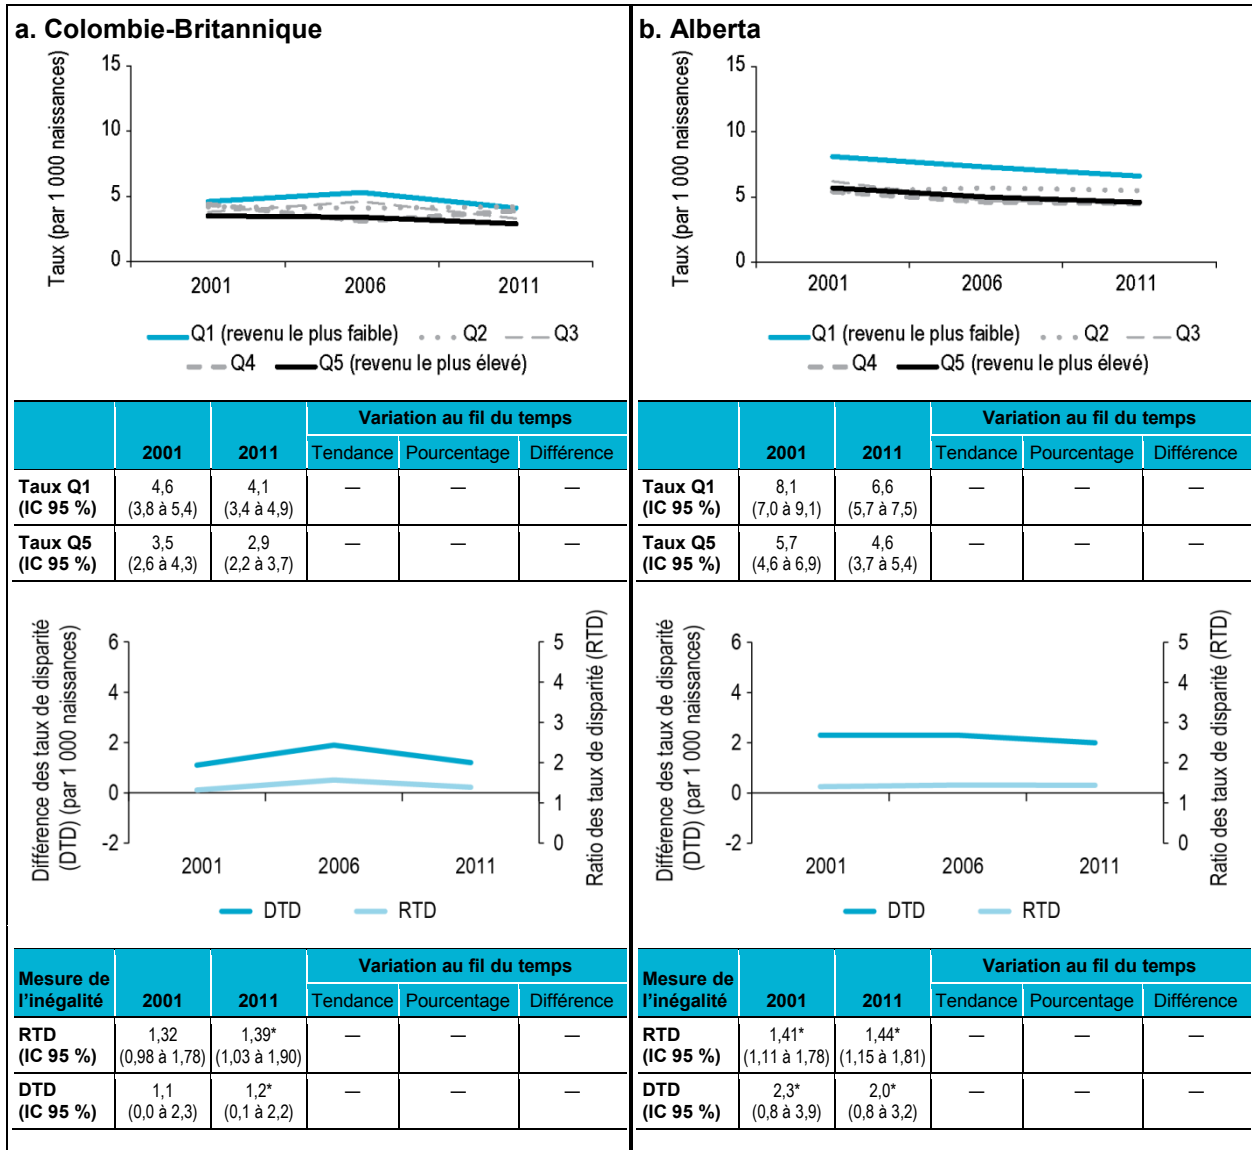 a. Colombie-Britannique
Taux (par 1 000 naissances)
15
10
5
0
2001 2006 2011
Q1 (revenu le plus faible) Q2 Q3
Q4 Q5 (revenu le plus élevé)
Variation au fil du temps
2001 2011 Tendance Pourcentage Différence
Taux Q1 4,6 4,1 — — —
(IC 95 %) (3,8 à 5,4) (3,4 à 4,9)
Taux Q5 3,5 2,9 — — —
(IC 95 %) (2,6 à 4,3) (2,2 à 3,7)
Différence des taux de disparité
(DTD) (par 1 000 naissances)
6
4
2
0
-2
5
4
3
2
1
0
Ratio des taux de disparité (RTD)
2001 2006 2011
DTD RTD
Variation au fil du temps
Mesure de
l'inégalité 2001 2011 Tendance Pourcentage Différence
RTD 1,32 1,39* — — —
(IC 95 %) (0,98 à 1,78) (1,03 à 1,90)
DTD 1,1 1,2* — — —
(IC 95 %) (0,0 à 2,3) (0,1 à 2,2)
b. Alberta
Taux (par 1 000 naissances)
15
10
5
0
2001 2006 2011
Q1 (revenu le plus faible) Q2 Q3
Q4 Q5 (revenu le plus élevé)
Variation au fil du temps
2001 2011 Tendance Pourcentage Différence
Taux Q1 8,1 6,6 — — —
(IC 95 %) (7,0 à 9,1) (5,7 à 7,5)
Taux Q5 5,7 4,6 — — —
(IC 95 %) (4,6 à 6,9) (3,7 à 5,4)
Différence des taux de disparité
(DTD) (par 1 000 naissances)
6
4
2
0
-2
5
4
3
2
1
0
Ratio des taux de disparité (RTD)
2001 2006 2011
DTD RTD
Variation au fil du temps
Mesure de
l'inégalité 2001 2011 Tendance Pourcentage Différence
RTD 1,41* 1,44* — — —
(IC 95 %) (1,11 à 1,78) (1,15 à 1,81)
DTD 2,3* 2,0* — — —
(IC 95 %) (0,8 à 3,9) (0,8 à 3,2)